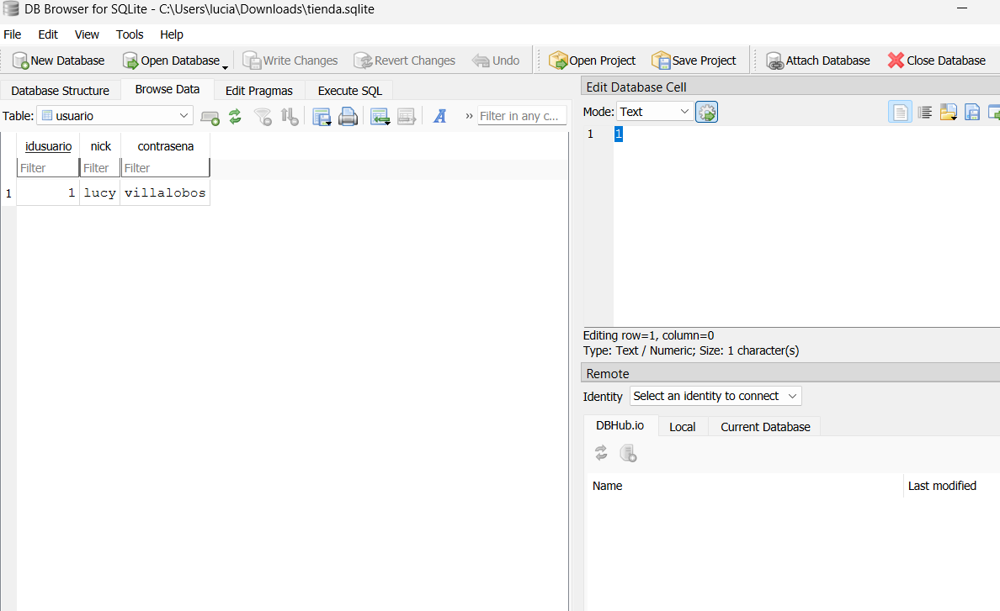 DB Browser for SQLite - C:\Users\lucia\Downloads\tienda.sqlite
File Edit View Tools Help
New Database Open Database Write Changes Revert Changes Undo Open Project Save Project Attach Database Close Database
Database Structure Browse Data Edit Pragmas Execute SQL
Table: usuario A » Filter in any c...
idusuario nick contrasena
Filter Filter Filter
1 1 lucy villalobos
Edit Database Cell
Mode: Text
1 1
Editing row=1, column=0
Type: Text / Numeric; Size: 1 character(s)
Remote
Identity Select an identity to connect
DBHub.io Local Current Database
Name Last modified